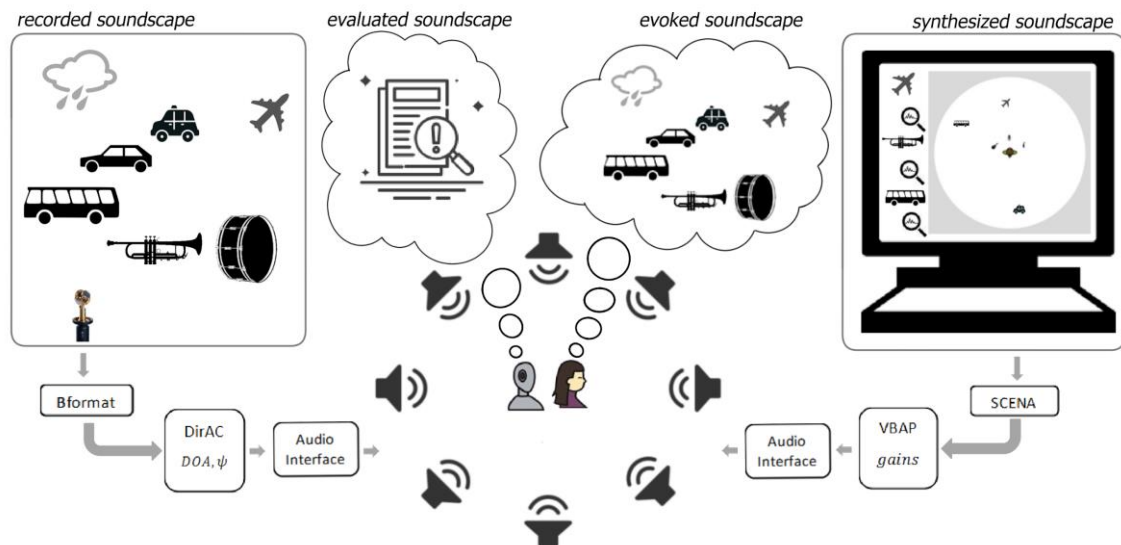 recorded soundscape
evaluated soundscape
evoked soundscape
synthesized soundscape
Bformat
DirAC
DOA, ψ
Audio
Interface
Audio
Interface
VBAP
gains
SCENA